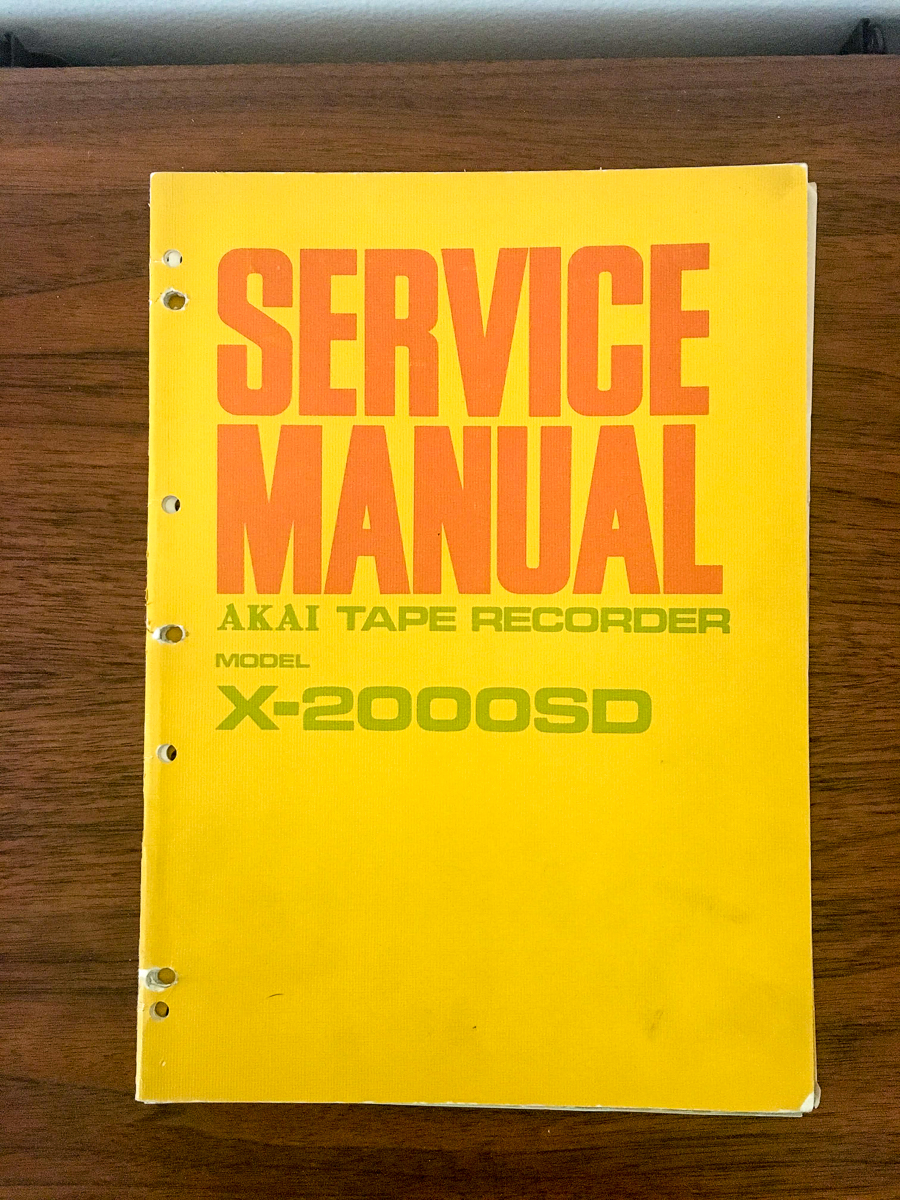 SERVICE
MANUAL
AKAI TAPE RECORDER
MODEL
X-2000SD